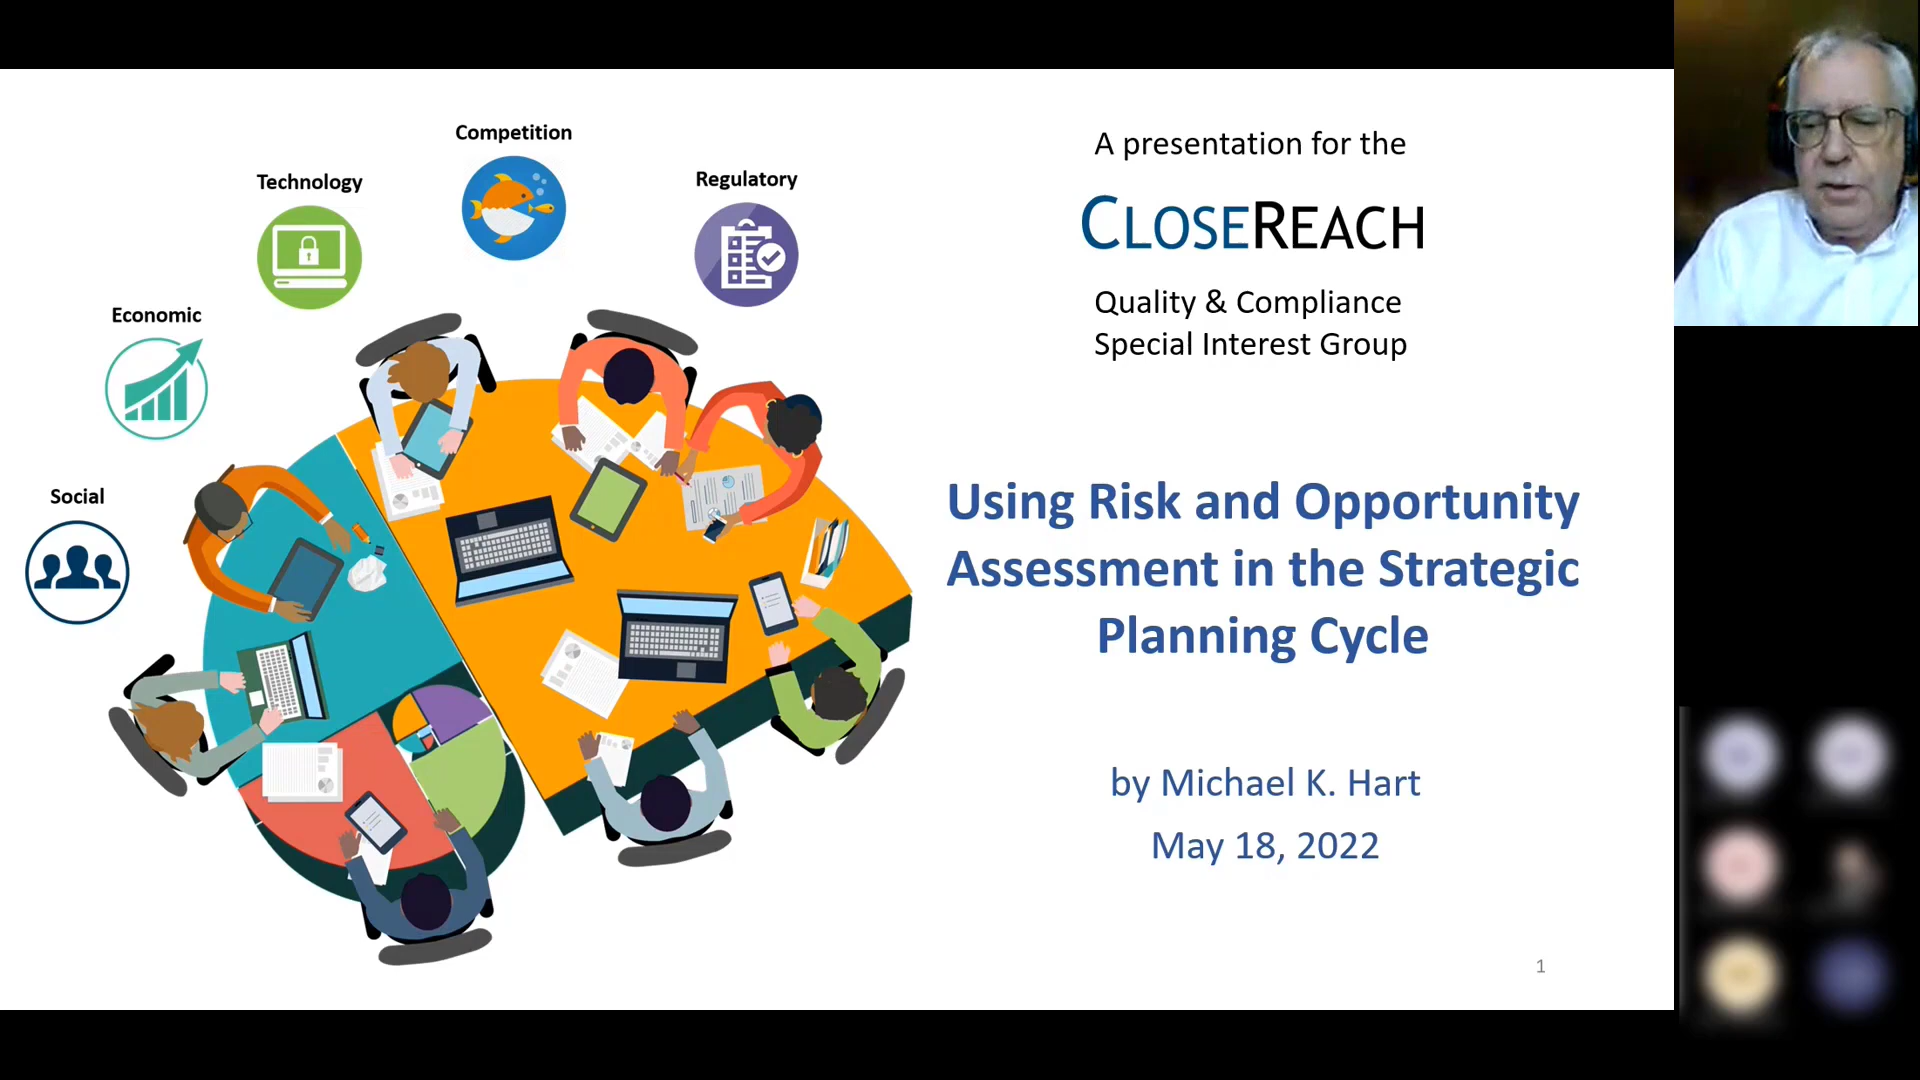 Competition
Technology
Regulatory
Economic
Social
A presentation for the
CLOSEREACH
Quality & Compliance
Special Interest Group
Using Risk and Opportunity
Assessment in the Strategic
Planning Cycle
by Michael K. Hart
May 18, 2022
1